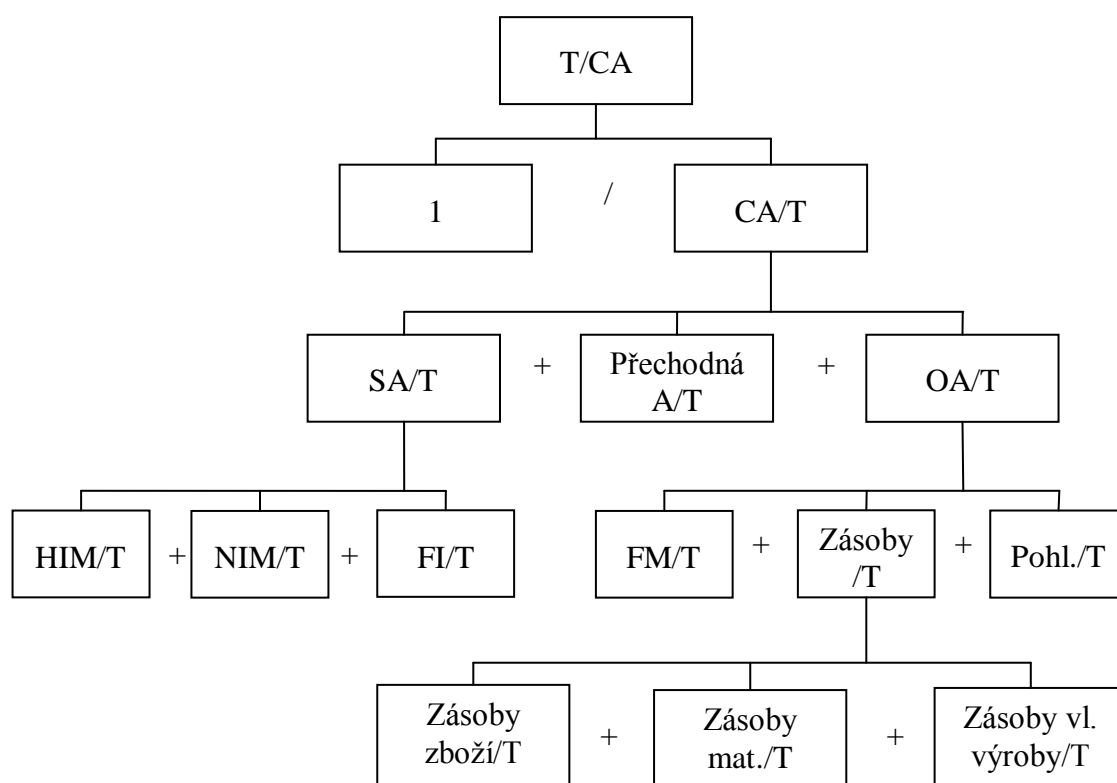 T/CA
1 / CA/T
SA/T + Přechodná A/T + OA/T
HIM/T + NIM/T + FI/T FM/T + Zásoby /T + Pohl./T
Zásoby zboží/T + Zásoby mat./T + Zásoby vl. výroby/T